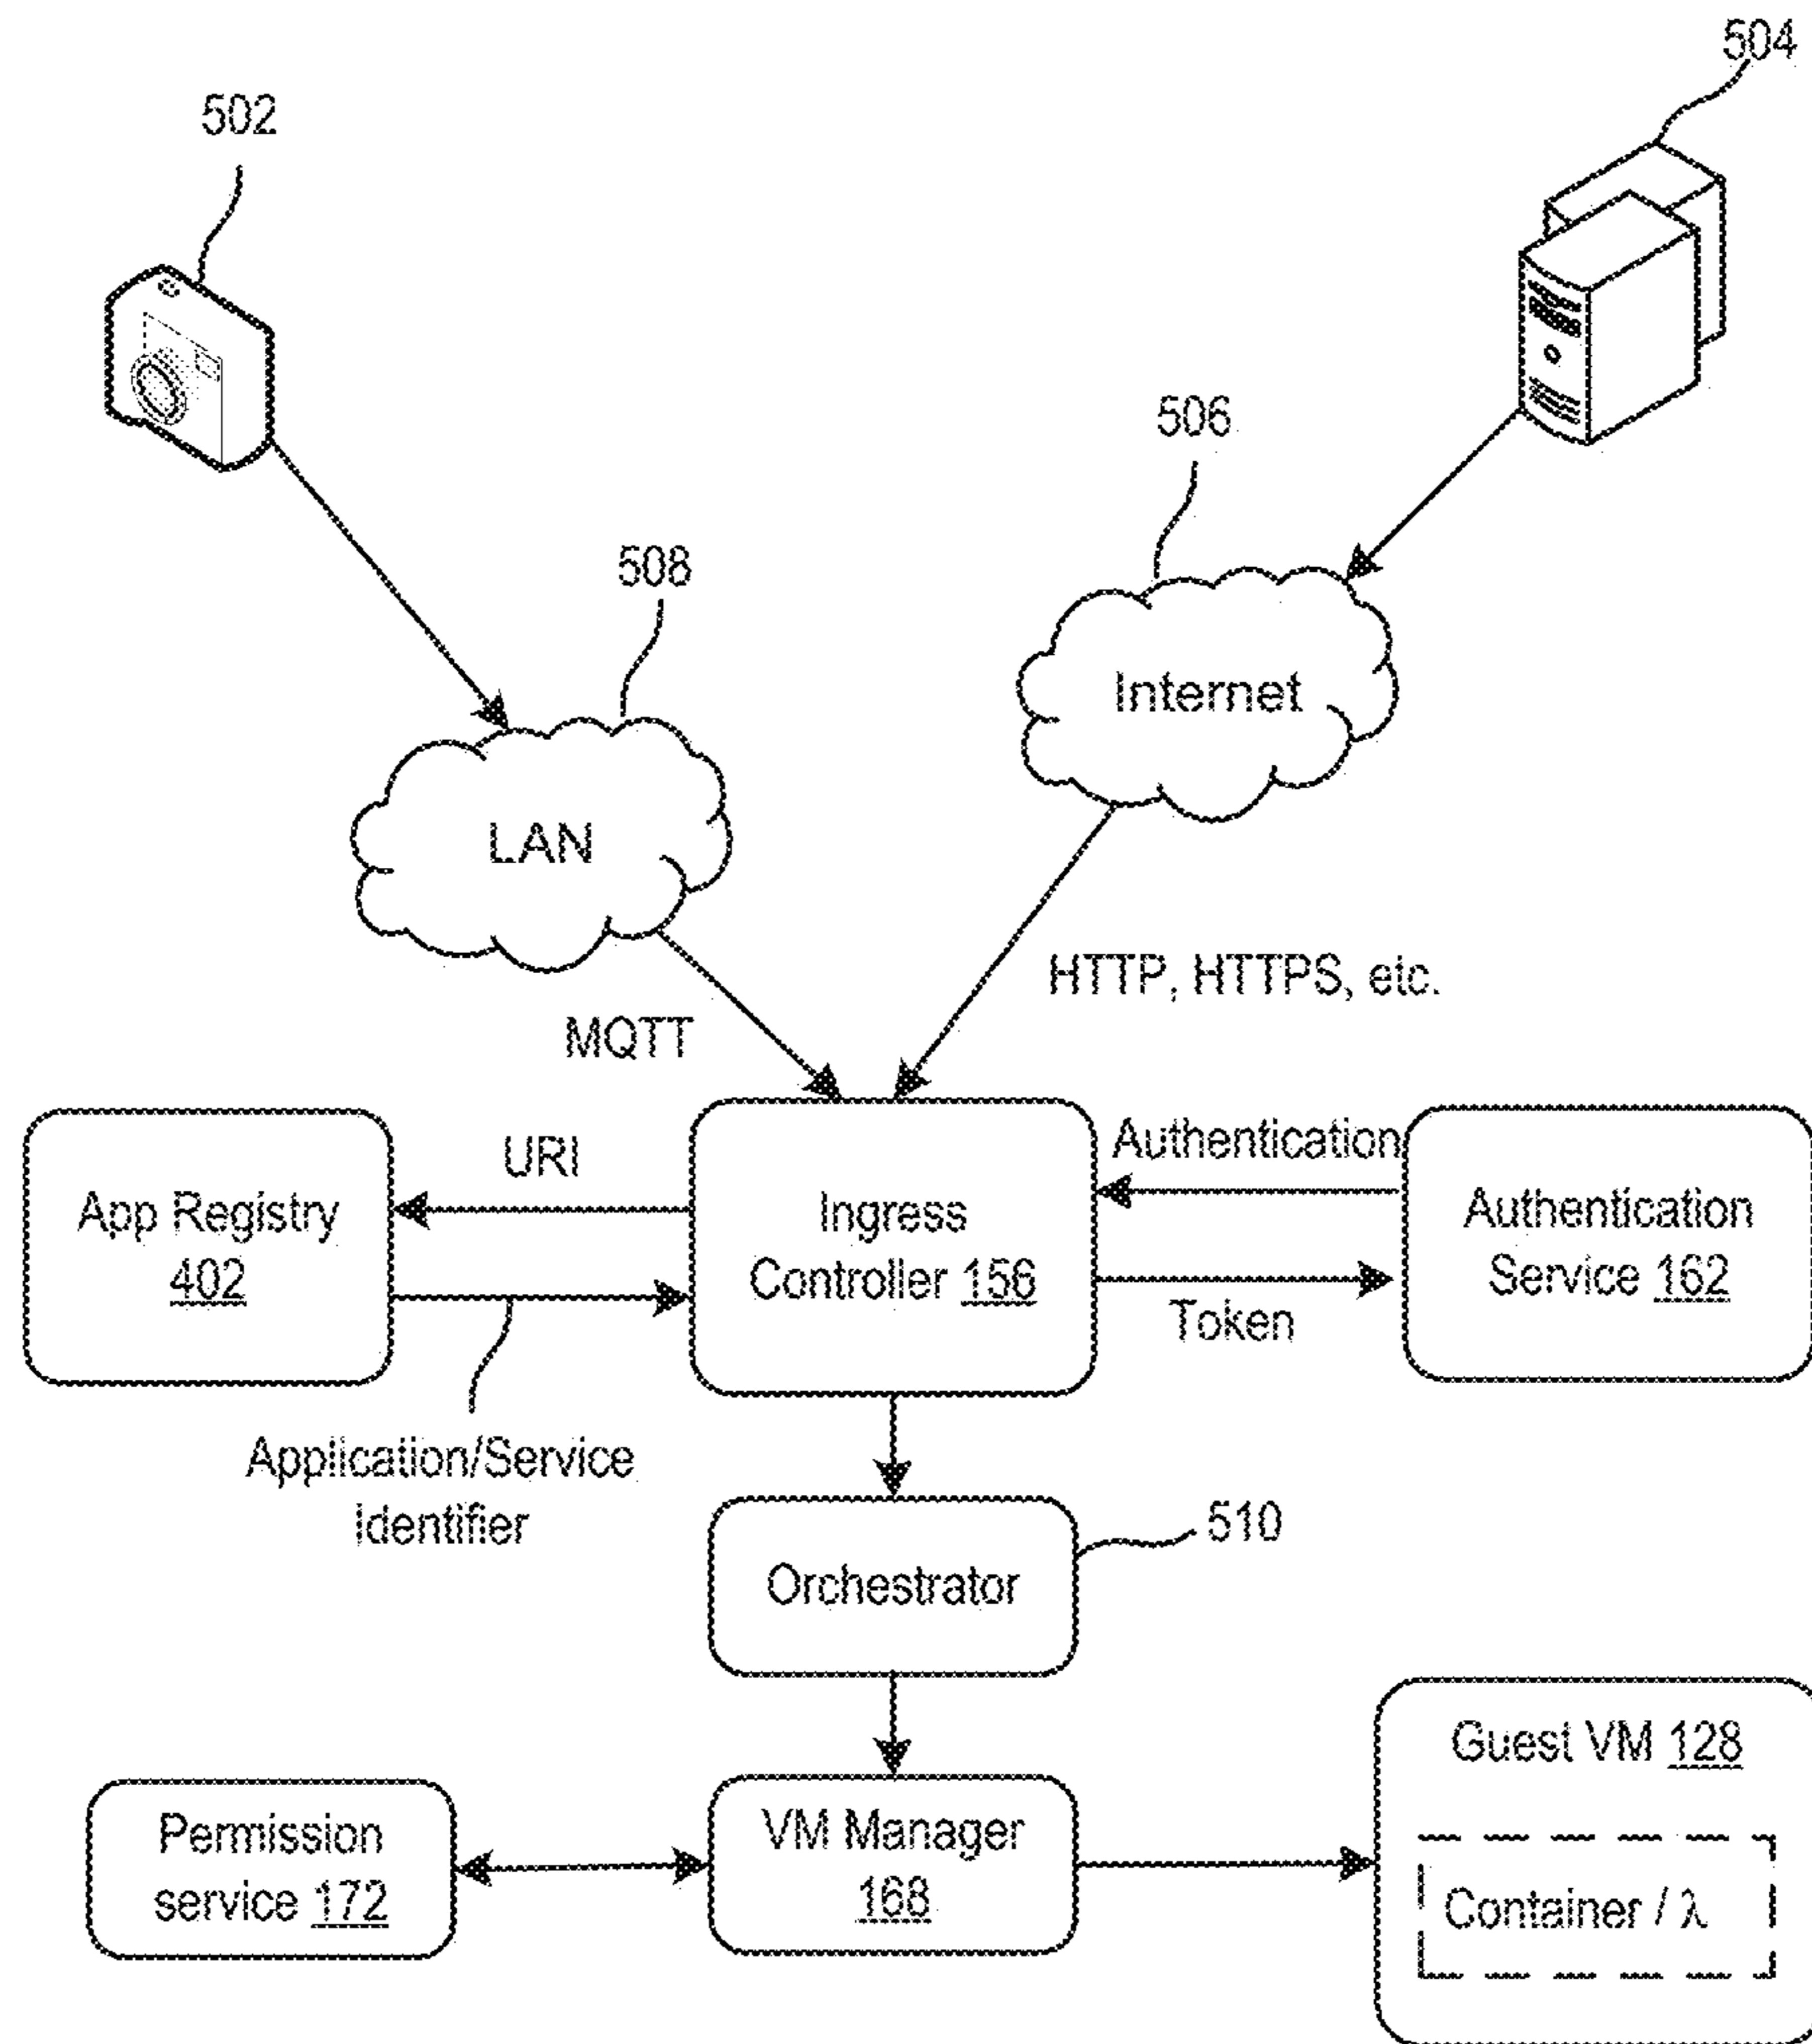 504
502
506
508
Internet
LAN
HTTP, HTTPS, etc.
MQTT
App Registry
402
URI
Application/Service
Identifier
Ingress
Controller 156
Authentication
Token
Authentication
Service 162
Orchestrator
510
Permission
service 172
VM Manager
168
Guest VM 128
Container / λ